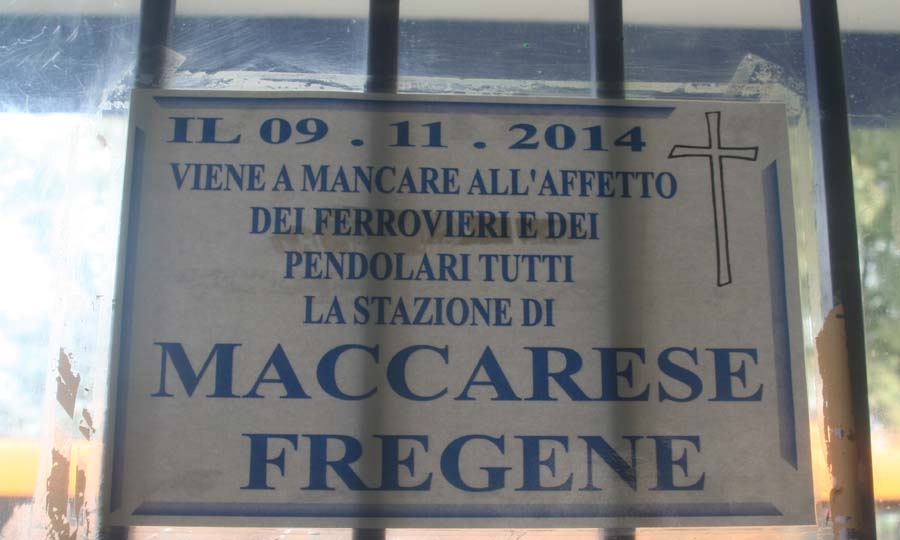 IL 09 . 11 . 2014
VIENE A MANCARE ALL'AFFETTO
DEI FERROVIERI E DEI
PENDOLARI TUTTI
LA STAZIONE DI
MACCARESE
FREGENE